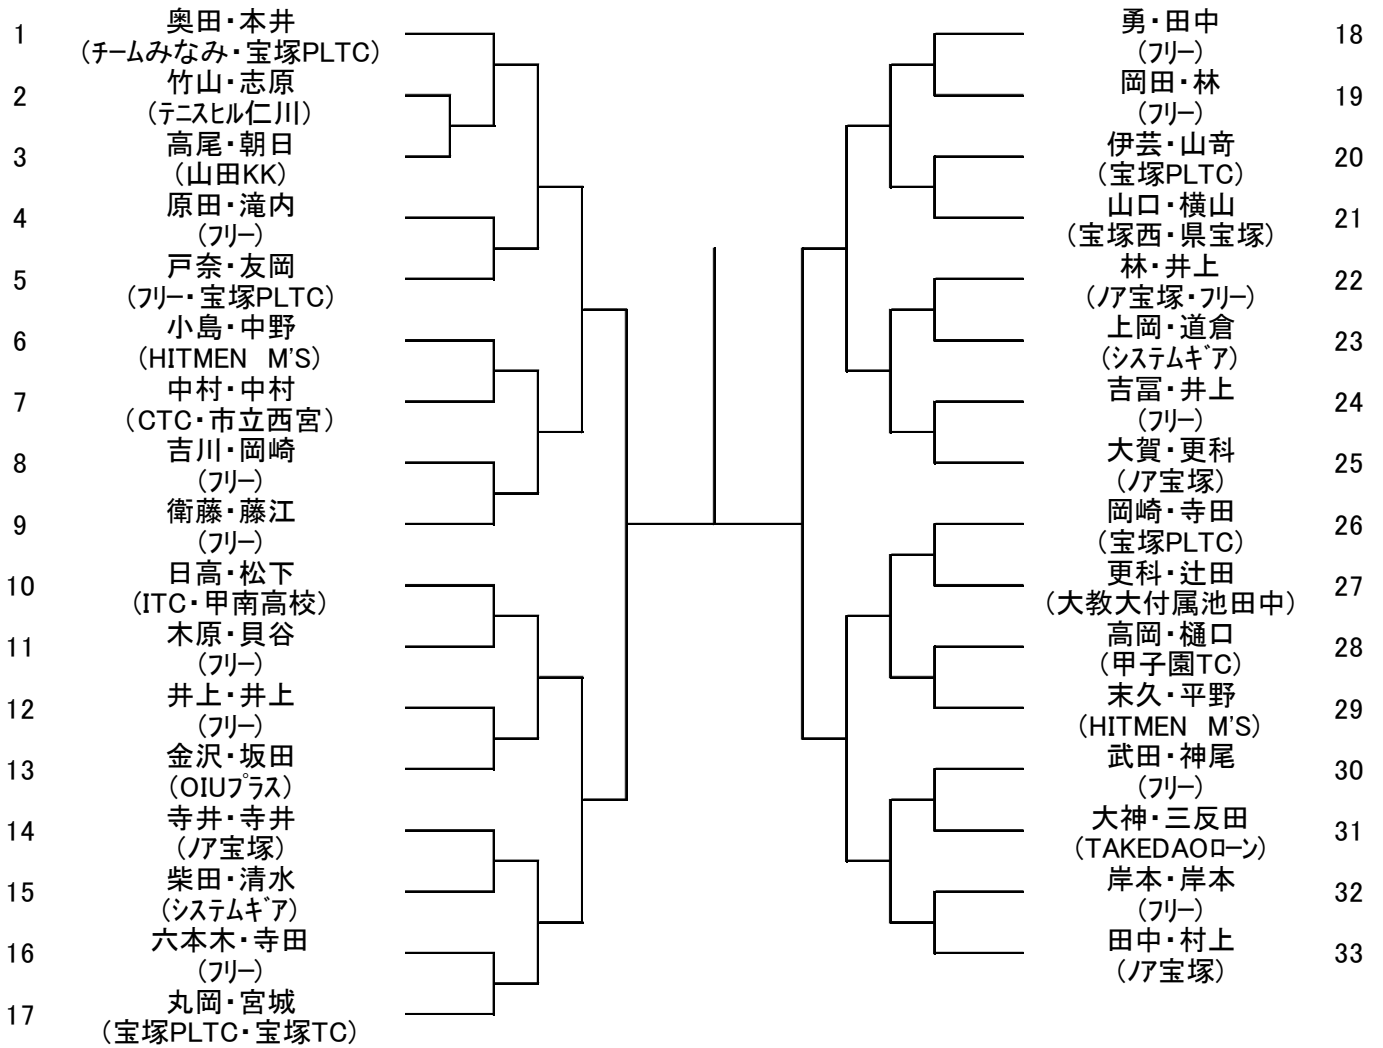 1
奥田・本井
(ﾁｰﾑみなみ・宝塚PLTC)
2
竹山・志原
(ﾃﾆｽﾋﾙ仁川)
3
高尾・朝日
(山田KK)
4
原田・滝内
(ﾌﾘｰ)
5
戸奈・友岡
(ﾌﾘｰ・宝塚PLTC)
6
小島・中野
(HITMEN　M'S)
7
中村・中村
(CTC・市立西宮)
8
吉川・岡崎
(ﾌﾘｰ)
9
衛藤・藤江
(ﾌﾘｰ)
10
日高・松下
(ITC・甲南高校)
11
木原・貝谷
(ﾌﾘｰ)
12
井上・井上
(ﾌﾘｰ)
13
金沢・坂田
(OIUﾌﾟﾗｽ)
14
寺井・寺井
(ﾉｱ宝塚)
15
柴田・清水
(ｼｽﾃﾑｷﾞｱ)
16
六本木・寺田
(ﾌﾘｰ)
17
丸岡・宮城
(宝塚PLTC・宝塚TC)
勇・田中
(ﾌﾘｰ)
18
岡田・林
(ﾌﾘｰ)
19
伊芸・山竒
(宝塚PLTC)
20
山口・横山
(宝塚西・県宝塚)
21
林・井上
(ﾉｱ宝塚・ﾌﾘｰ)
22
上岡・道倉
(ｼｽﾃﾑｷﾞｱ)
23
吉冨・井上
(ﾌﾘｰ)
24
大賀・更科
(ﾉｱ宝塚)
25
岡崎・寺田
(宝塚PLTC)
26
更科・辻田
(大教大付属池田中)
27
高岡・樋口
(甲子園TC)
28
末久・平野
(HITMEN　M'S)
29
武田・神尾
(ﾌﾘｰ)
30
大神・三反田
(TAKEDAOﾛｰﾝ)
31
岸本・岸本
(ﾌﾘｰ)
32
田中・村上
(ﾉｱ宝塚)
33